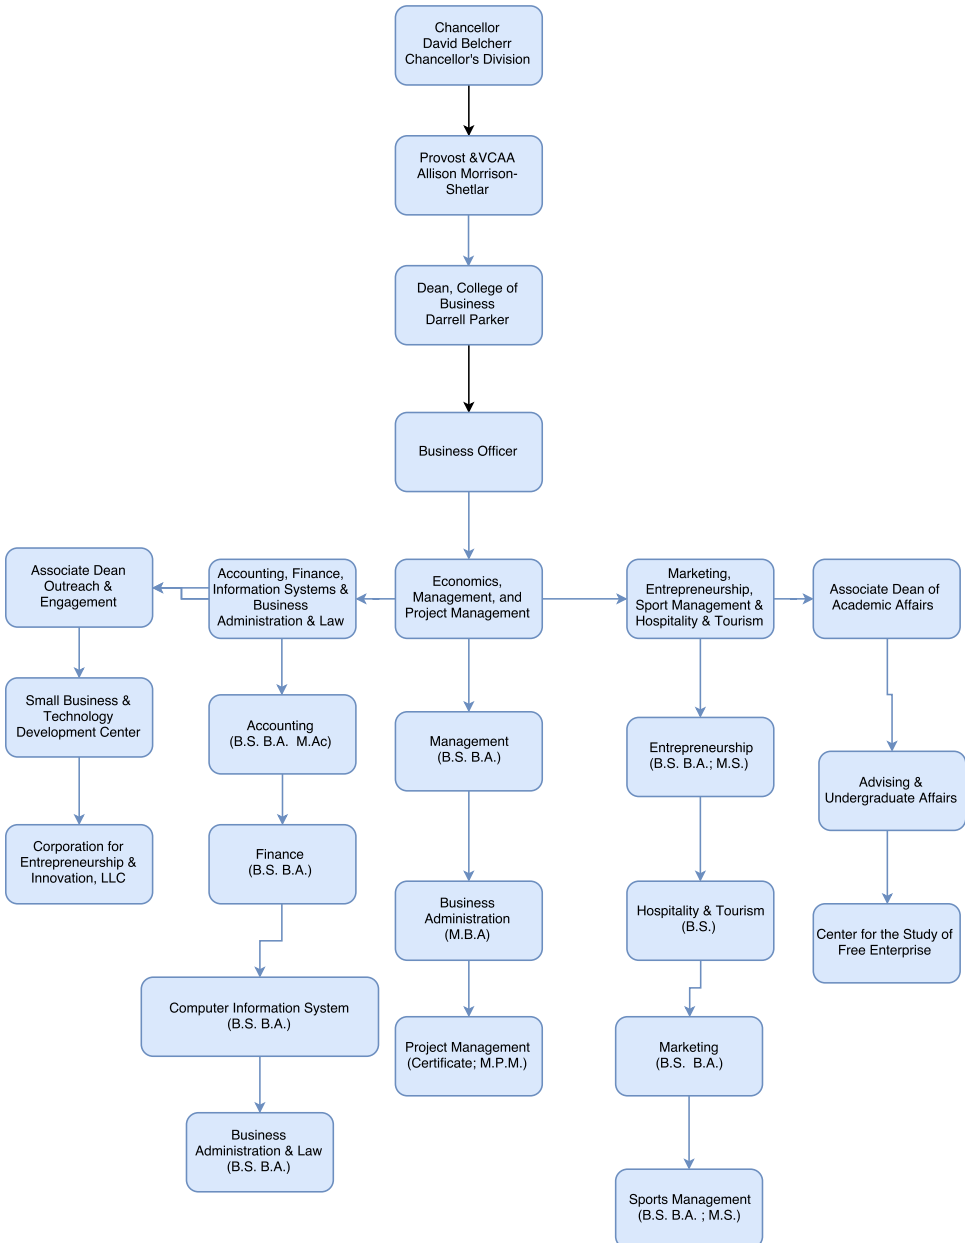 Chancellor
David Belcherr
Chancellor's Division
Provost &VCAA
Allison Morrison-
Shetlar
Dean, College of
Business
Darrell Parker
Business Officer
Associate Dean
Outreach &
Engagement
Accounting, Finance,
Information Systems &
Business
Administration & Law
Economics,
Management, and
Project Management
Marketing,
Entrepreneurship,
Sport Management &
Hospitality & Tourism
Associate Dean of
Academic Affairs
Small Business &
Technology
Development Center
Corporation for
Entrepreneurship &
Innovation, LLC
Accounting
(B.S. B.A.  M.Ac)
Finance
(B.S. B.A.)
Computer Information System
(B.S. B.A.)
Business
Administration & Law
(B.S. B.A.)
Management
(B.S. B.A.)
Business
Administration
(M.B.A)
Project Management
(Certificate; M.P.M.)
Entrepreneurship
(B.S. B.A.; M.S.)
Hospitality & Tourism
(B.S.)
Marketing
(B.S.  B.A.)
Sports Management
(B.S. B.A. ; M.S.)
Advising &
Undergraduate Affairs
Center for the Study of
Free Enterprise